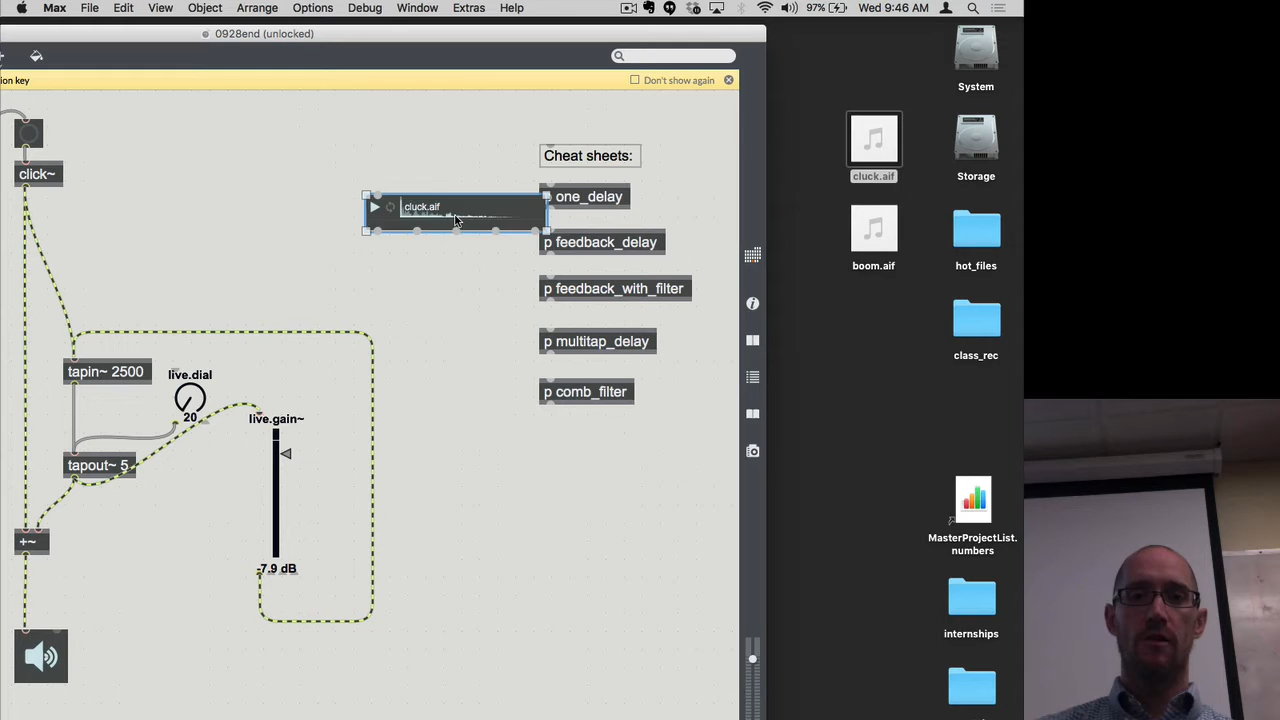 Max File Edit View Object Arrange Options Debug Window Extras Help
97% Wed 9:46 AM
0928end (unlocked)
ion key
Don't show again
click~
cluck.aif
Cheat sheets:
one_delay
p feedback_delay
p feedback_with_filter
p multitap_delay
p comb_filter
tapin~ 2500
live.dial
20
live.gain~
tapout~ 5
+~
-7.9 dB
System
cluck.aif
Storage
boom.aif
hot_files
class_rec
MasterProjectList.
numbers
internships